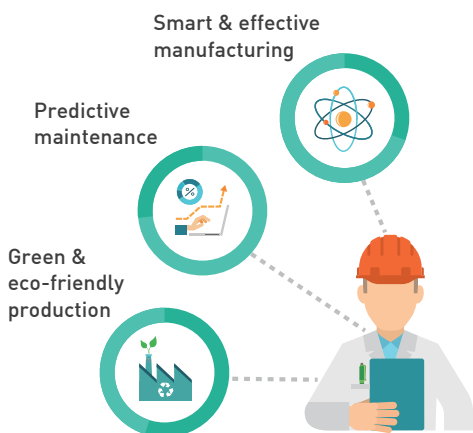 Smart & effective
manufacturing
Predictive
maintenance
%
Green &
eco-friendly
production